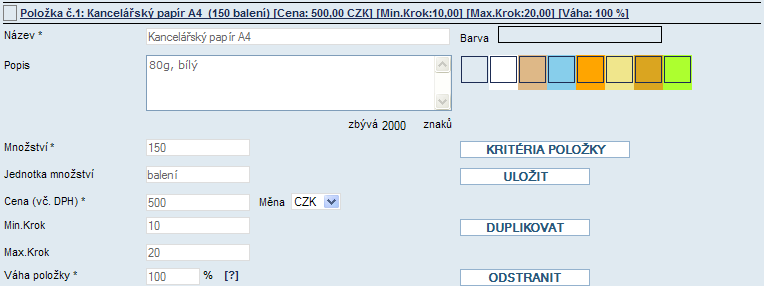 Položka č.1: Kancelářský papír A4 (150 balení) [Cena: 500,00 CZK] [Min.Krok:10,00] [Max.Krok:20,00] [Váha: 100 %]
Název * Kancelářský papír A4 Barva
Popis 80g, bílý
zbývá 2000 znaků
Množství * 150 KRITÉRIA POLOŽKY
Jednotka množství balení ULOŽIT
Cena (vč. DPH) * 500 Měna CZK
Min.Krok 10 DUPLIKOVAT
Max.Krok 20
Váha položky * 100 % [?] ODSTRANIT